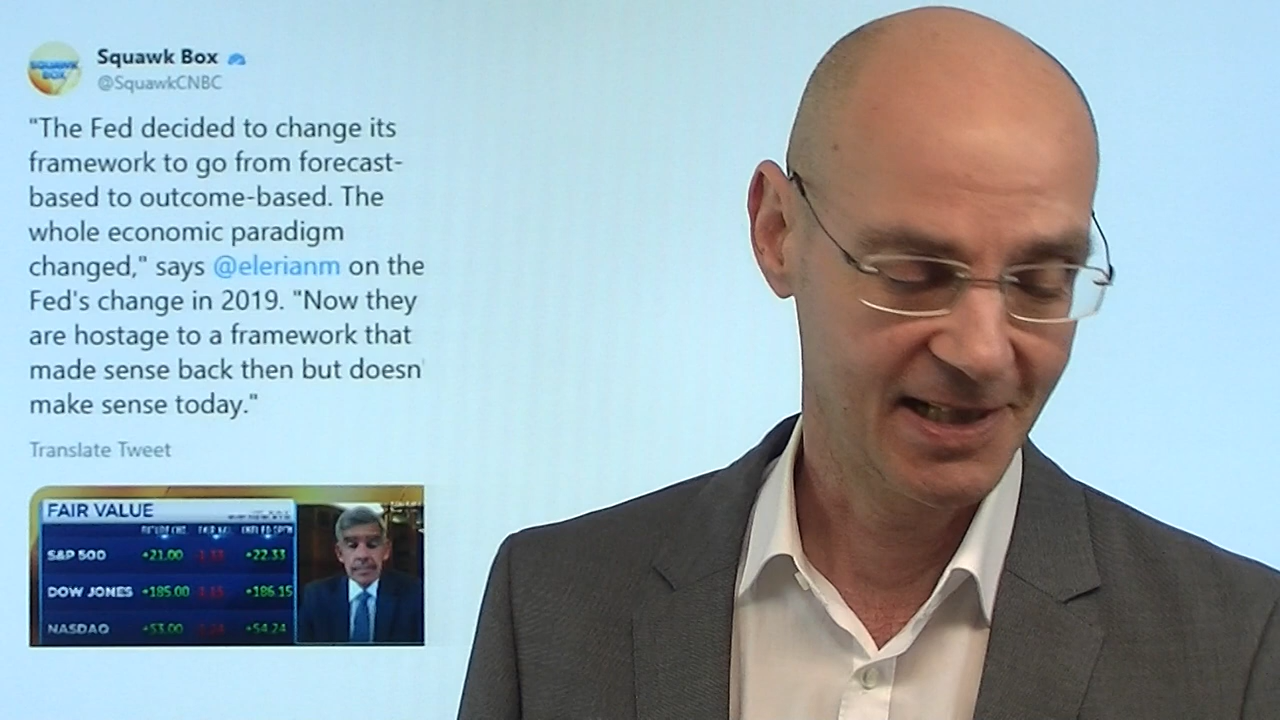 Squawk Box
@SquawkCNBC
"The Fed decided to change its
framework to go from forecast-
based to outcome-based. The
whole economic paradigm
changed," says @elerianm on the
Fed's change in 2019. "Now they
are hostage to a framework that
made sense back then but doesn'
make sense today."
Translate Tweet
FAIR VALUE
S&P 500 +21.00 +22.33
DOW JONES +185.00 +186.15
NASDAQ +53.00 +54.24